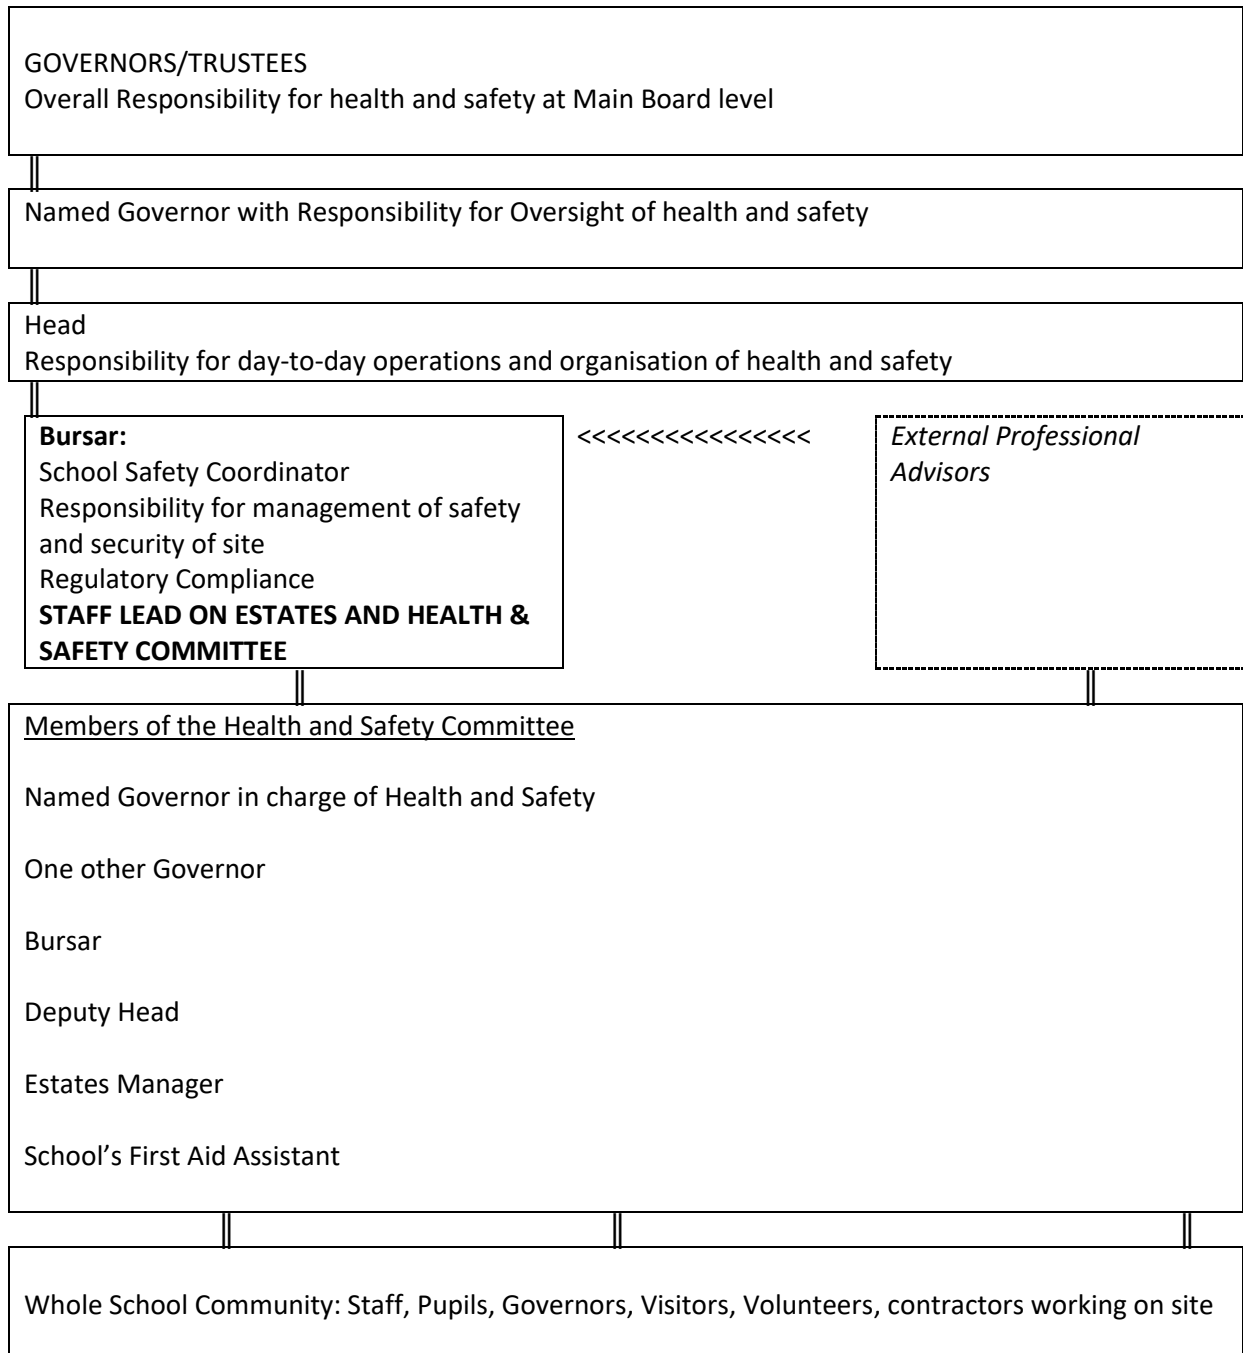 GOVERNORS/TRUSTEES
Overall Responsibility for health and safety at Main Board level
Named Governor with Responsibility for Oversight of health and safety
Head
Responsibility for day-to-day operations and organisation of health and safety
Bursar:
School Safety Coordinator
Responsibility for management of safety
and security of site
Regulatory Compliance
STAFF LEAD ON ESTATES AND HEALTH &
SAFETY COMMITTEE
<<<<<<<<<<<<<<<<
External Professional
Advisors
Members of the Health and Safety Committee
Named Governor in charge of Health and Safety
One other Governor
Bursar
Deputy Head
Estates Manager
School’s First Aid Assistant
Whole School Community: Staff, Pupils, Governors, Visitors, Volunteers, contractors working on site